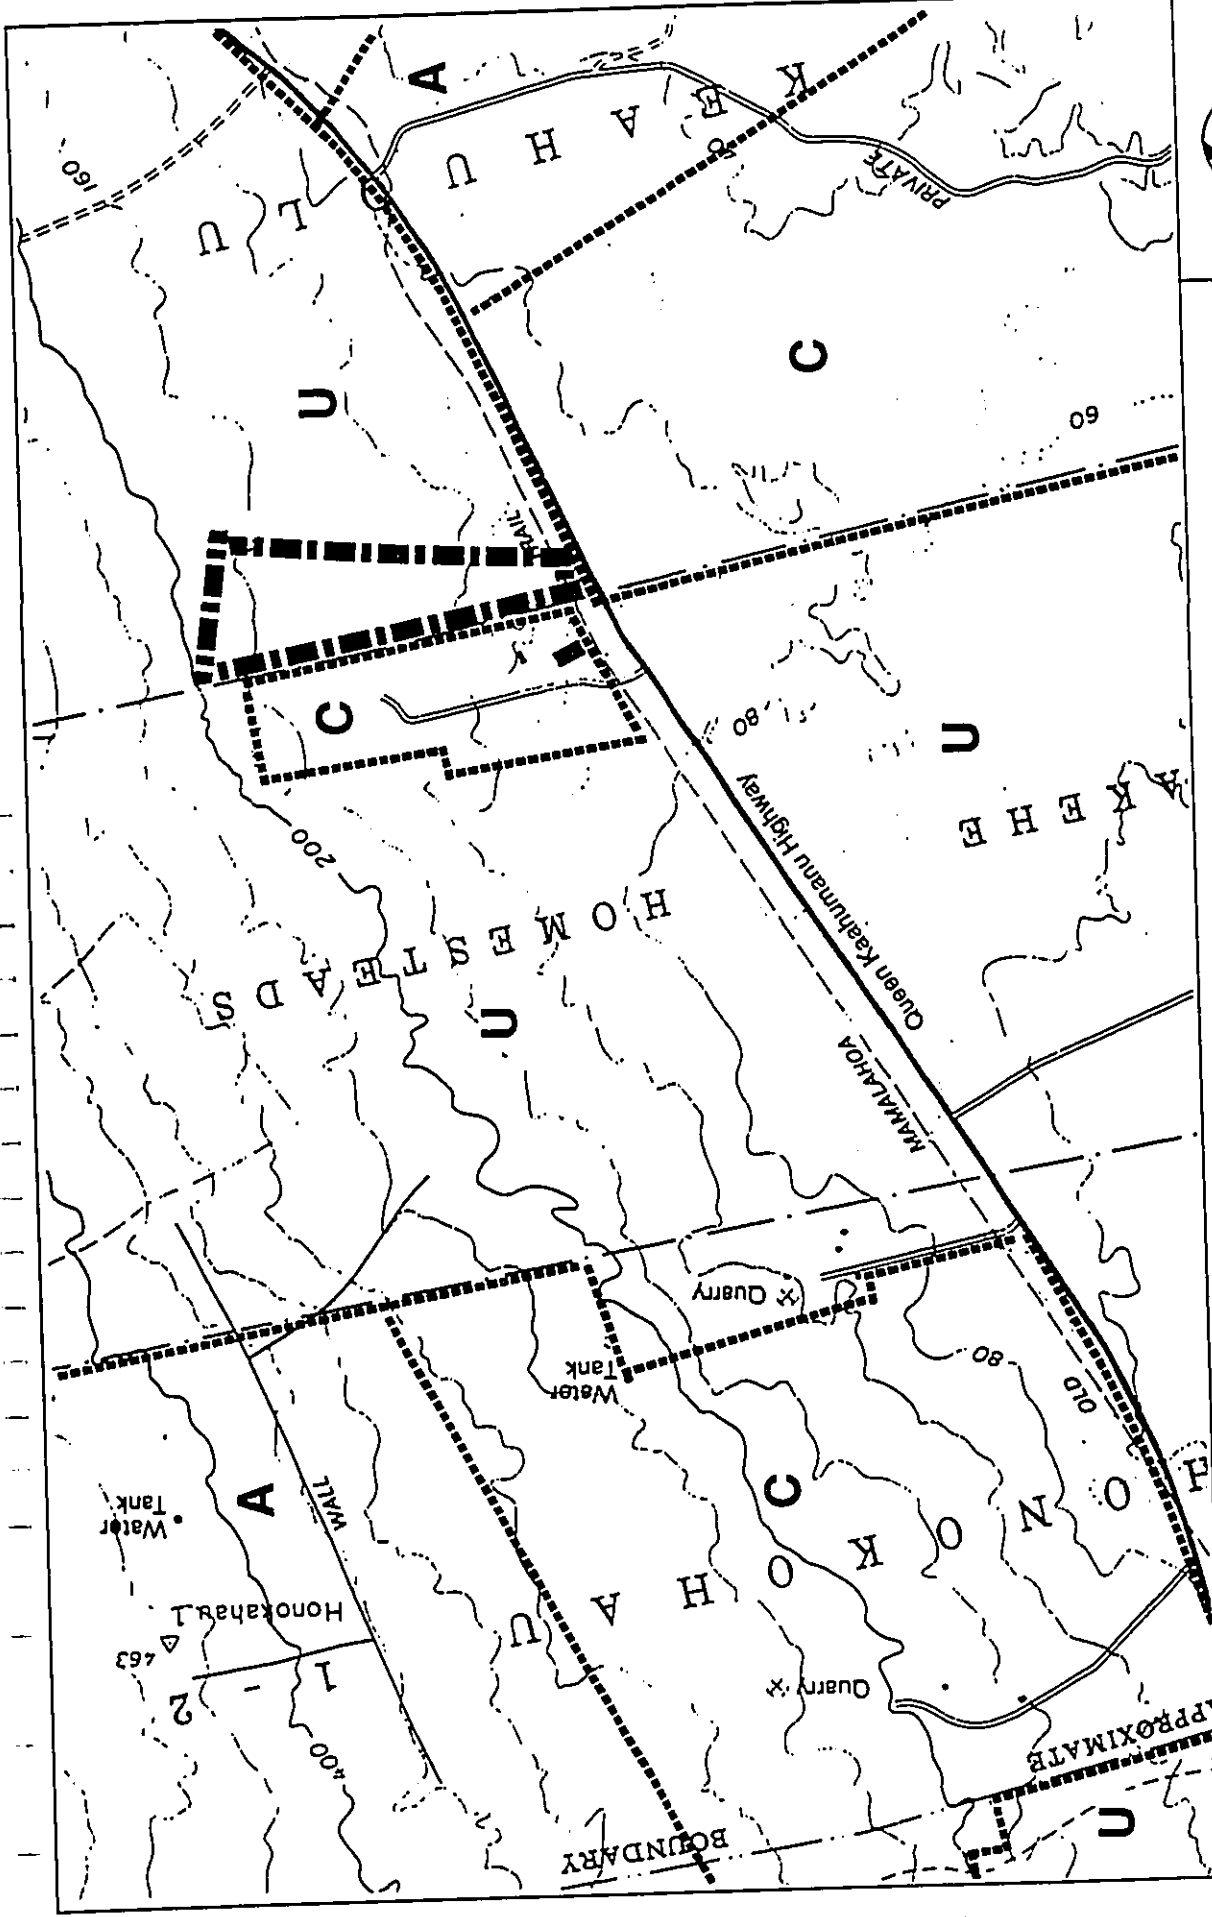 160
A
K E A H U
O L U
PRIVATE
U
C
60
TRAIL
C
80
U
Queen Kaahumanu Highway
K E H E
A K
200
H O M E S T E A D S
U
MAMALAHOA
Quarry
Water
Tank
80
OLD
WALL
A
Water
Tank
C
H O N O K O H A U
Honokahau 1
463
2
1
400
Quarry
APPROXIMATE
BOUNDARY
U